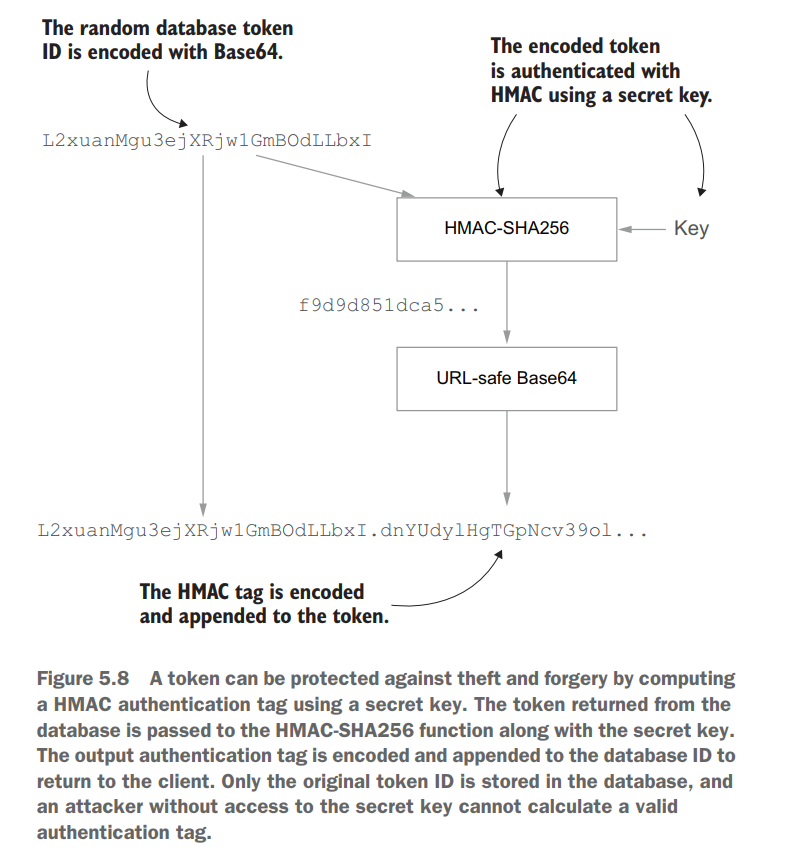 The random database token
ID is encoded with Base64.
The encoded token
is authenticated with
HMAC using a secret key.
L2xuanMgu3ejXRjw1GmBOdLLbxI
HMAC-SHA256
Key
f9d9d851dca5...
URL-safe Base64
L2xuanMgu3ejXRjw1GmBOdLLbxI.dnYUdylHgTGpNcv39ol...
The HMAC tag is encoded
and appended to the token.
Figure 5.8 A token can be protected against theft and forgery by computing
a HMAC authentication tag using a secret key. The token returned from the
database is passed to the HMAC-SHA256 function along with the secret key.
The output authentication tag is encoded and appended to the database ID to
return to the client. Only the original token ID is stored in the database, and
an attacker without access to the secret key cannot calculate a valid
authentication tag.